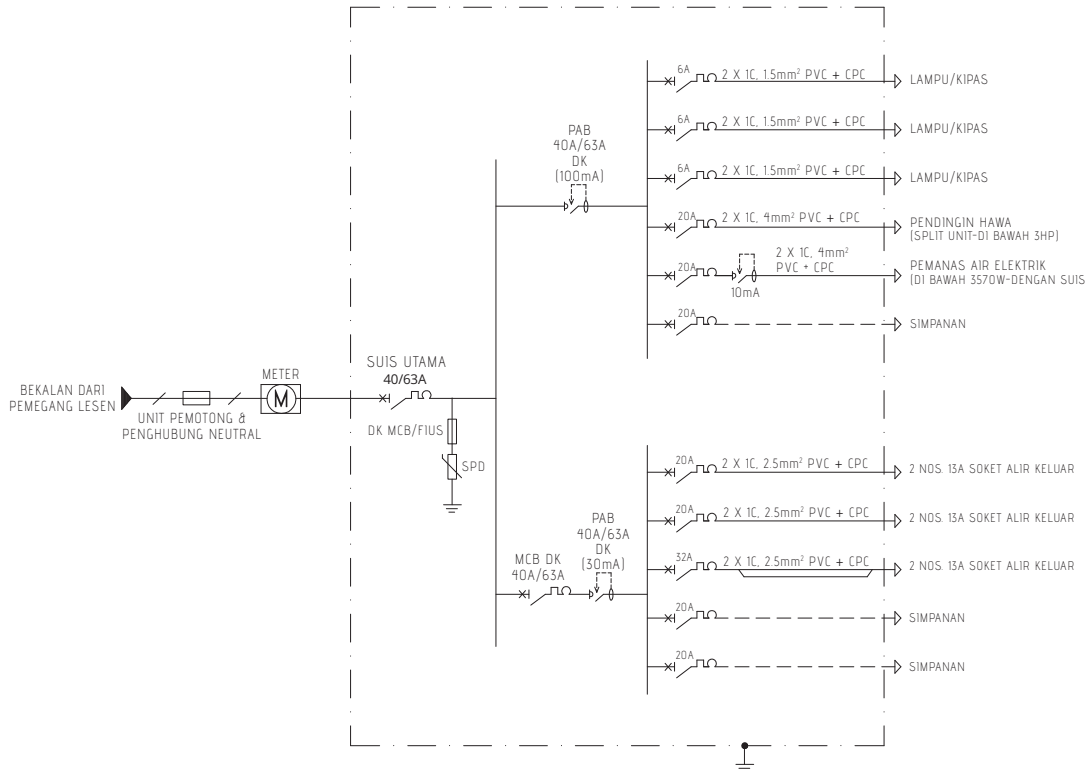 6A
2 X 1C, 1.5mm² PVC + CPC
LAMPU/KIPAS
6A
2 X 1C, 1.5mm² PVC + CPC
LAMPU/KIPAS
PAB
40A/63A
DK
(100mA)
6A
2 X 1C, 1.5mm² PVC + CPC
LAMPU/KIPAS
20A
2 X 1C, 4mm² PVC + CPC
PENDINGIN HAWA
(SPLIT UNIT-DI BAWAH 3HP)
20A
2 X 1C, 4mm²
PVC + CPC
10mA
PEMANAS AIR ELEKTRIK
(DI BAWAH 3570W-DENGAN SUIS
20A
SIMPANAN
BEKALAN DARI
PEMEGANG LESEN
UNIT PEMOTONG &
PENGHUBUNG NEUTRAL
METER
M
SUIS UTAMA
40/63A
DK MCB/FIUS
SPD
20A
2 X 1C, 2.5mm² PVC + CPC
2 NOS. 13A SOKET ALIR KELUAR
20A
2 X 1C, 2.5mm² PVC + CPC
2 NOS. 13A SOKET ALIR KELUAR
MCB DK
40A/63A
PAB
40A/63A
DK
(30mA)
32A
2 X 1C, 2.5mm² PVC + CPC
2 NOS. 13A SOKET ALIR KELUAR
20A
SIMPANAN
20A
SIMPANAN